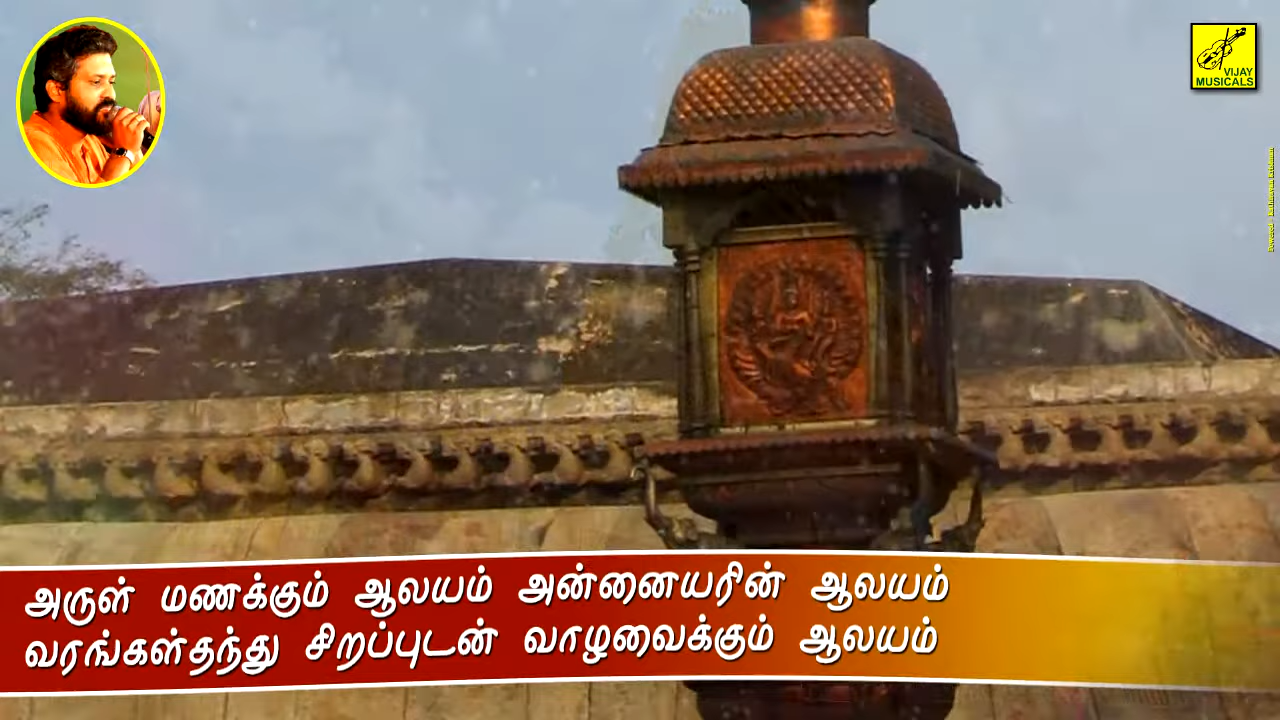 VIJAY
MUSICALS
அருள் மணக்கும் ஆலயம் அன்னையரின் ஆலயம்
வரங்கள்தந்து சிறப்புடன் வாழவைக்கும் ஆலயம்